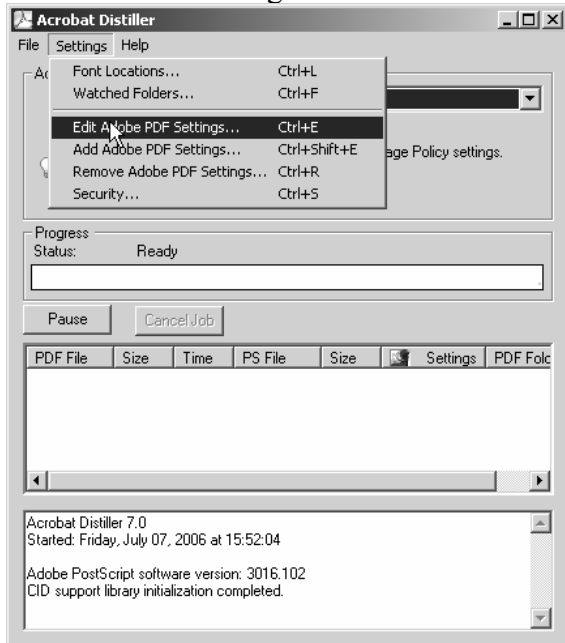 Acrobat Distiller
File Settings Help
Font Locations... Ctrl+L
Watched Folders... Ctrl+F
Edit Adobe PDF Settings... Ctrl+E
Add Adobe PDF Settings... Ctrl+Shift+E
Remove Adobe PDF Settings... Ctrl+R
Security... Ctrl+S
Policy settings.
Progress
Status: Ready
Pause Cancel Job
PDF File Size Time PS File Size Settings PDF
Acrobat Distiller 7.0
Started: Friday, July 07, 2006 at 15:52:04
Adobe PostScript software version: 3016.102
CID support library initialization completed.